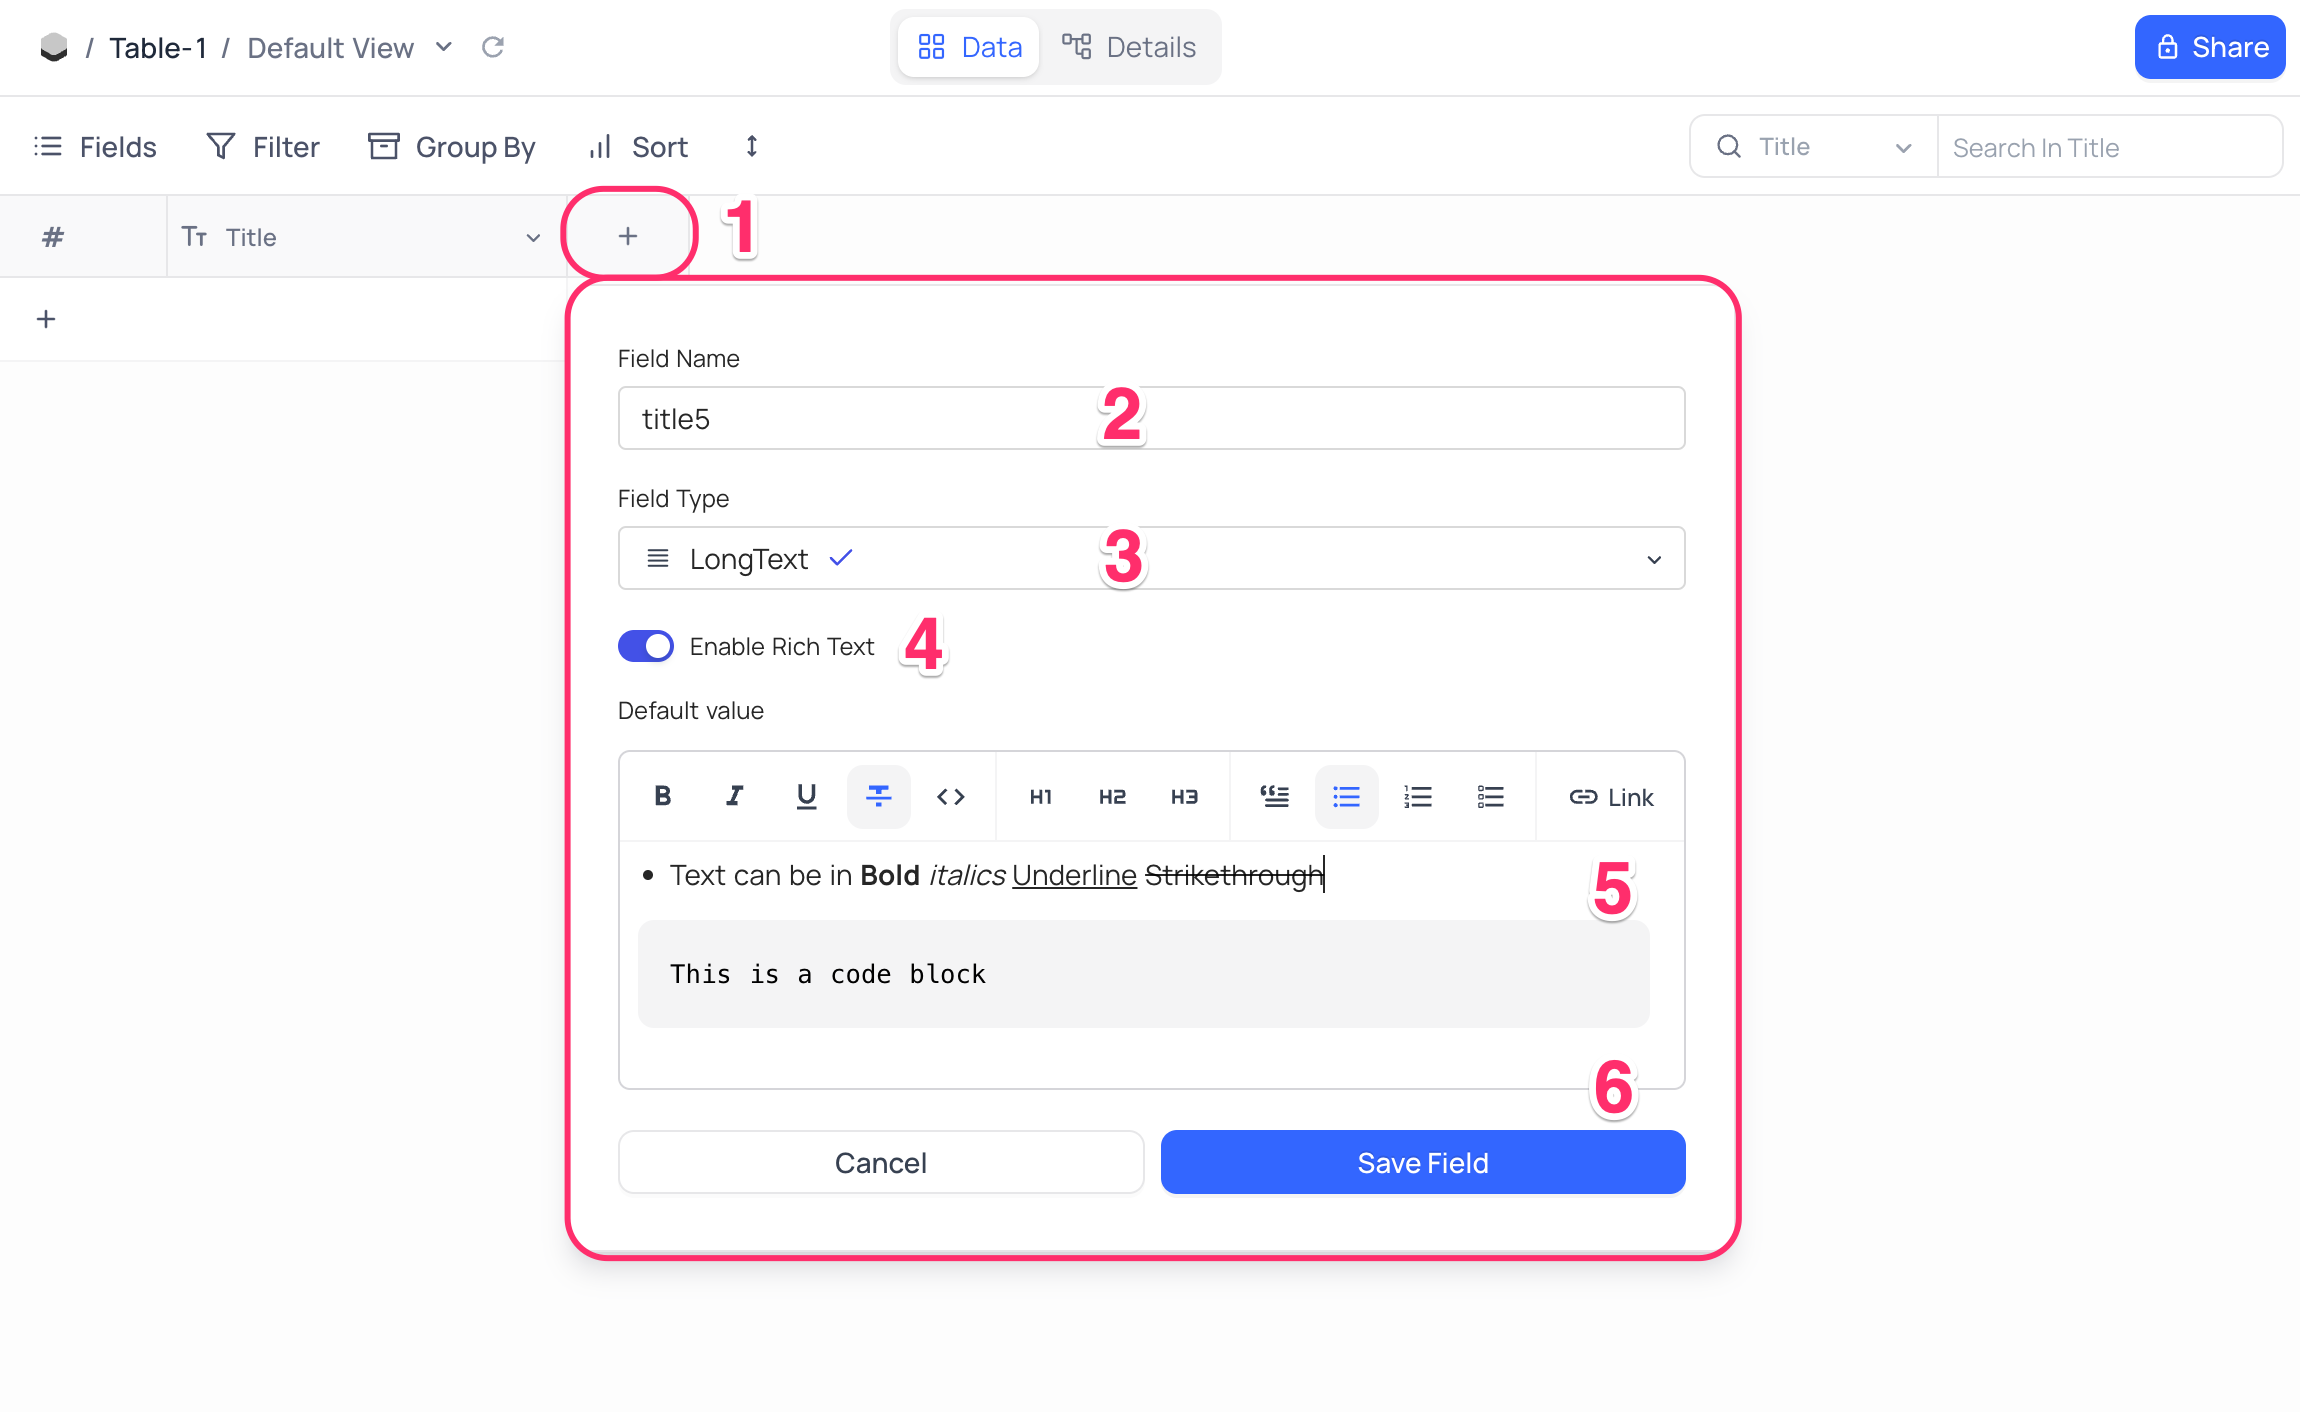 / Table-1 / Default View
Data Details
Share
Fields Filter Group By Sort
Title Search In Title
# Tт Title + 1
+
Field Name
title5 2
Field Type
LongText 3
Enable Rich Text 4
Default value
B I U T <> H1 H2 H3 Link
• Text can be in Bold italics Underline Strikethrough 5
This is a code block
6
Cancel Save Field